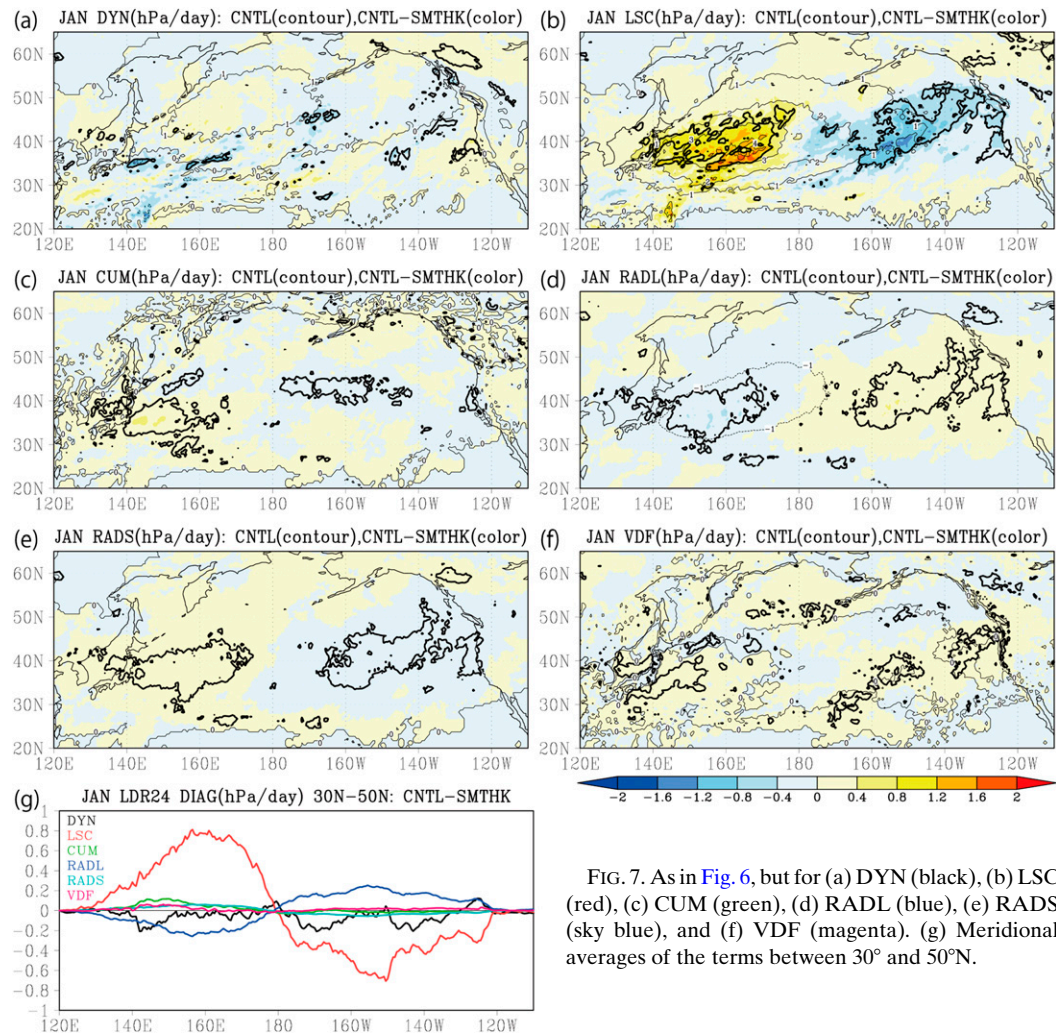 (a) JAN DYN(hPa/day): CNTL(contour),CNTL-SMTHK(color)
60N
50N
40N
30N
20N
120E 140E 160E 180 160W 140W 120W
(b) JAN LSC(hPa/day): CNTL(contour),CNTL-SMTHK(color)
60N
50N
40N
30N
20N
120E 140E 160E 180 160W 140W 120W
(c) JAN CUM(hPa/day): CNTL(contour),CNTL-SMTHK(color)
60N
50N
40N
30N
20N
120E 140E 160E 180 160W 140W 120W
(d) JAN RADL(hPa/day): CNTL(contour),CNTL-SMTHK(color)
60N
50N
40N
30N
20N
120E 140E 160E 180 160W 140W 120W
(e) JAN RADS(hPa/day): CNTL(contour),CNTL-SMTHK(color)
60N
50N
40N
30N
20N
120E 140E 160E 180 160W 140W 120W
(f) JAN VDF(hPa/day): CNTL(contour),CNTL-SMTHK(color)
60N
50N
40N
30N
20N
120E 140E 160E 180 160W 140W 120W
-2 -1.6 -1.2 -0.8 -0.4 0 0.4 0.8 1.2 1.6 2
(g) JAN LDR24 DIAG(hPa/day) 30N-50N: CNTL-SMTHK
1
0.8
0.6
0.4
0.2
0
-0.2
-0.4
-0.6
-0.8
-1
DYN
LSC
CUM
RADL
RADS
VDF
120E 140E 160E 180 160W 140W 120W
FIG. 7. As in Fig. 6, but for (a) DYN (black), (b) LSC
(red), (c) CUM (green), (d) RADL (blue), (e) RADS
(sky blue), and (f) VDF (magenta). (g) Meridional
averages of the terms between 30° and 50°N.